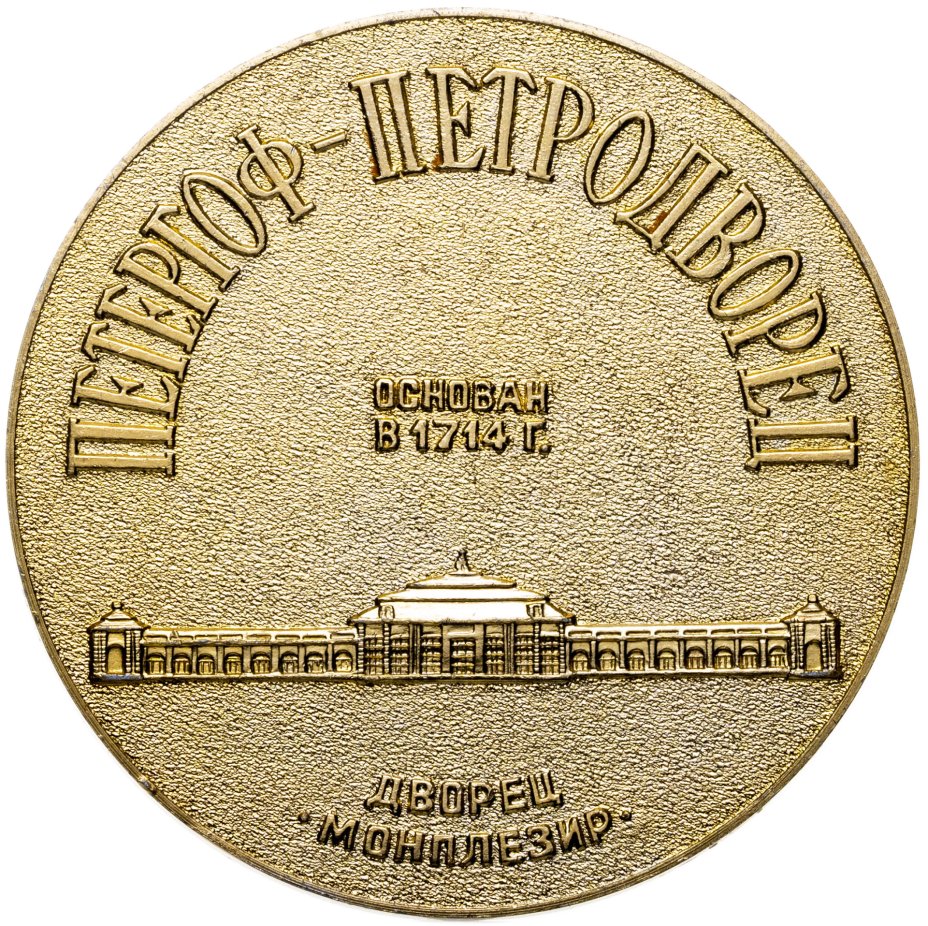 ПЕТЕРГОФ-ПЕТРОДВОРЕЦ
ОСНОВАН
В 1714 Г.
ДВОРЕЦ
·МОНПЛЕЗИР·